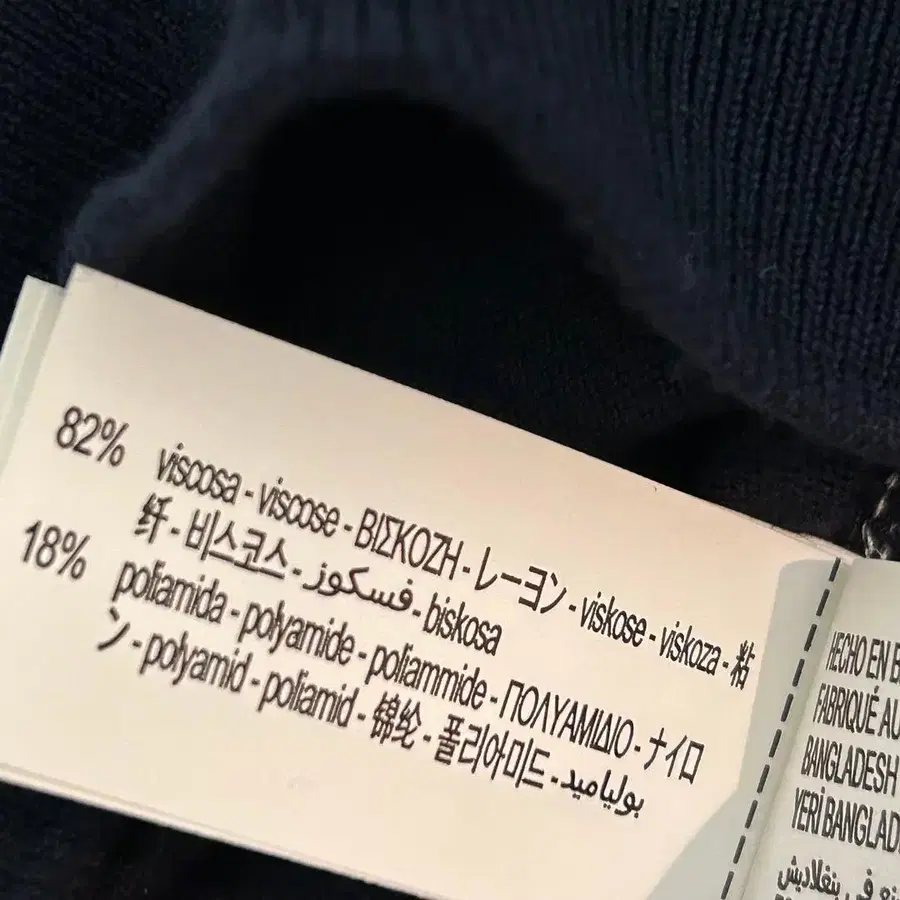 82% viscosa - viscose - ΒΙΣΚΟΖΗ - レーヨン - viskose - viskoza - 粘
纤 - 비스코스 - فسكوز - biskosa
18% poliamida - polyamide - poliammide - ΠΟΛΥΑΜΙΔΙΟ - ナイロ
ン - polyamid - poliamid - 锦纶 - 폴리아미드 - بولياميد
HECHO EN B
FABRIQUÉ AU
BANGLADESH
YERİ BANGLAD
في بنغلاديش